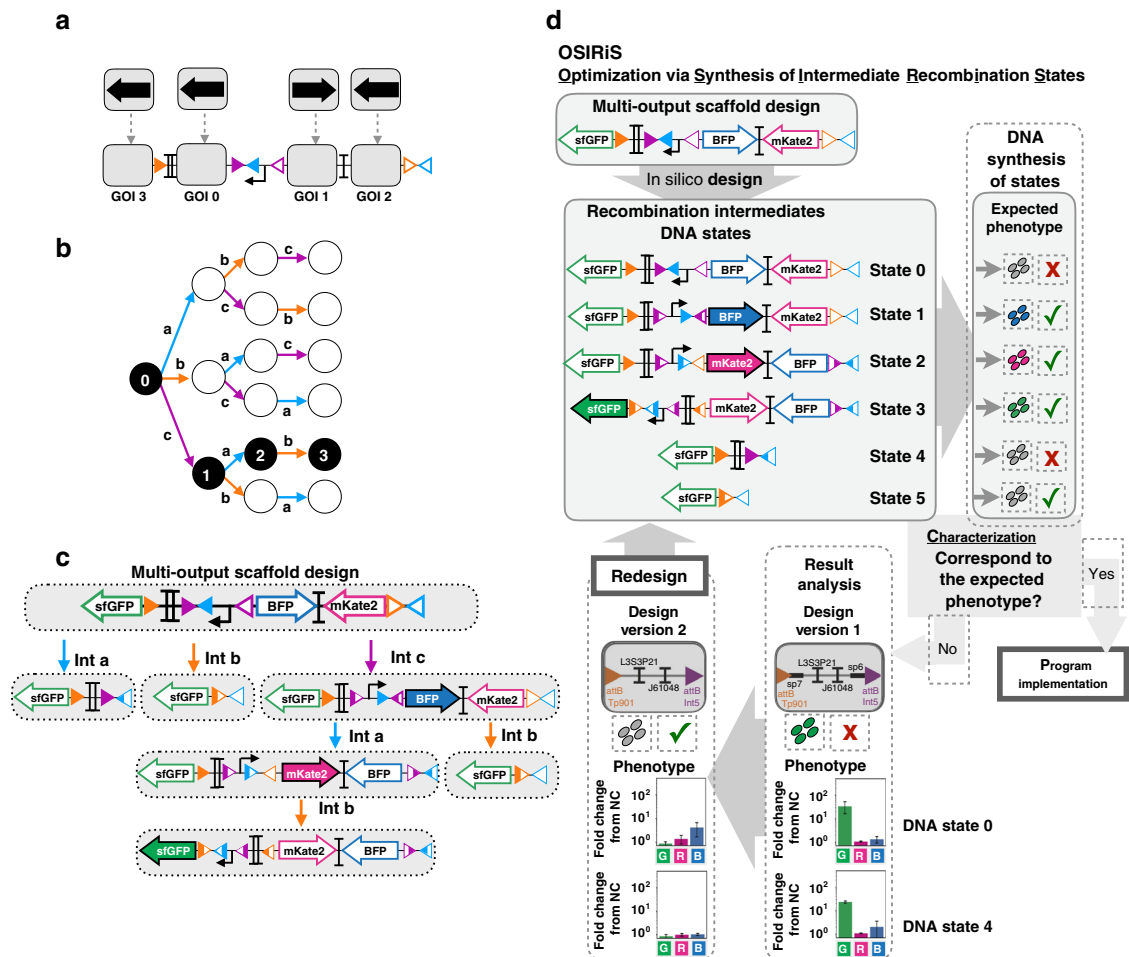 a
GOI 3
GOI 0
GOI 1
GOI 2
b
0
a
b
c
b
c
c
b
a
c
c
a
1
a
b
2
b
3
a
c
Multi-output scaffold design
sfGFP
BFP
mKate2
Int a
Int b
Int c
sfGFP
sfGFP
sfGFP
BFP
mKate2
Int a
Int b
sfGFP
mKate2
BFP
sfGFP
Int b
sfGFP
mKate2
BFP
d
OSIRiS
Optimization via Synthesis of Intermediate Recombination States
Multi-output scaffold design
sfGFP
BFP
mKate2
In silico design
Recombination intermediates
DNA states
sfGFP
BFP
mKate2
State 0
sfGFP
BFP
mKate2
State 1
sfGFP
mKate2
BFP
State 2
sfGFP
mKate2
BFP
State 3
sfGFP
State 4
sfGFP
State 5
DNA
synthesis
of states
Expected
phenotype
X
X
Characterization
Correspond to
the expected
phenotype?
Yes
No
Program
implementation
Redesign
Design
version 2
L3S3P21
J61048
attB
Tp901
attB
Int5
Phenotype
Fold change
from NC
10²
10¹
10⁰
G R B
Fold change
from NC
10²
10¹
10⁰
G R B
Result
analysis
Design
version 1
L3S3P21
sp6
sp7
J61048
attB
Tp901
attB
Int5
X
Phenotype
Fold change
from NC
10²
10¹
10⁰
G R B
DNA state 0
Fold change
from NC
10²
10¹
10⁰
G R B
DNA state 4